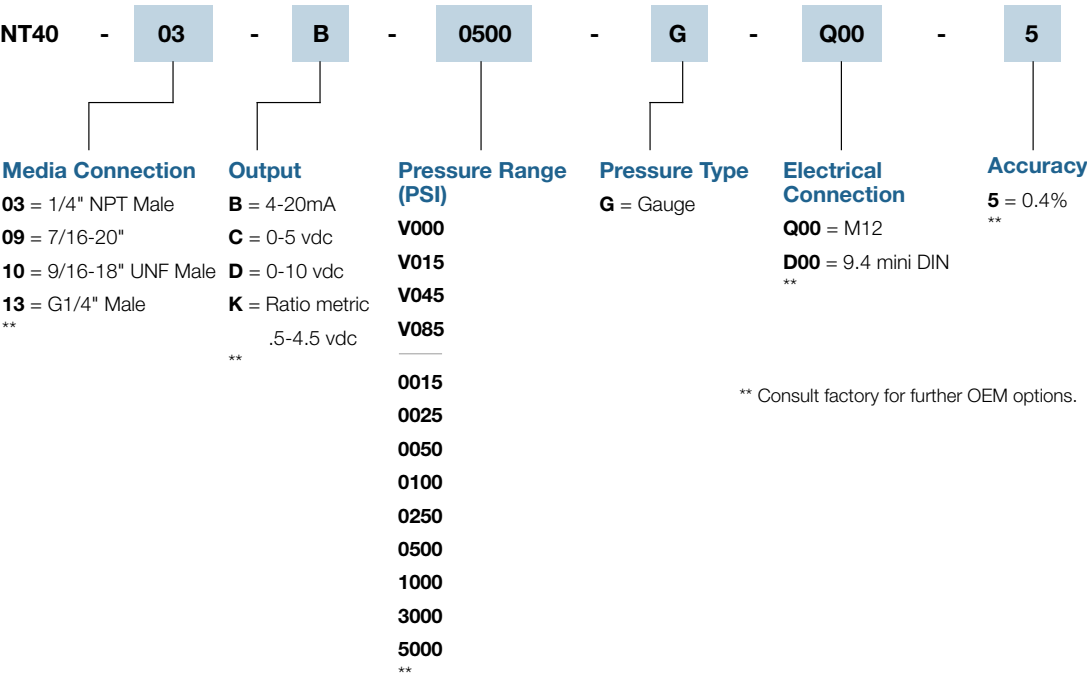 NT40 - 03 - B - 0500 - G - Q00 - 5
Media Connection
03 = 1/4" NPT Male
09 = 7/16-20"
10 = 9/16-18" UNF Male
13 = G1/4" Male
**
Output
B = 4-20mA
C = 0-5 vdc
D = 0-10 vdc
K = Ratio metric
.5-4.5 vdc
**
Pressure Range
(PSI)
V000
V015
V045
V085
0015
0025
0050
0100
0250
0500
1000
3000
5000
**
Pressure Type
G = Gauge
Electrical
Connection
Q00 = M12
D00 = 9.4 mini DIN
**
Accuracy
5 = 0.4%
**
** Consult factory for further OEM options.